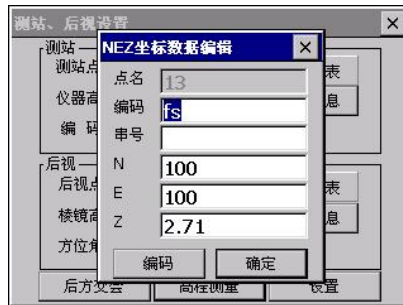 测站、后视设置
测站
测站点
仪器高
编 码
表
息
NEZ坐标数据编辑
点名 13
编码 fs
串号
N 100
E 100
Z 2.71
编码 确定
后视
后视点
棱镜高
方位角
表
息
后方交会 高程测量 设置